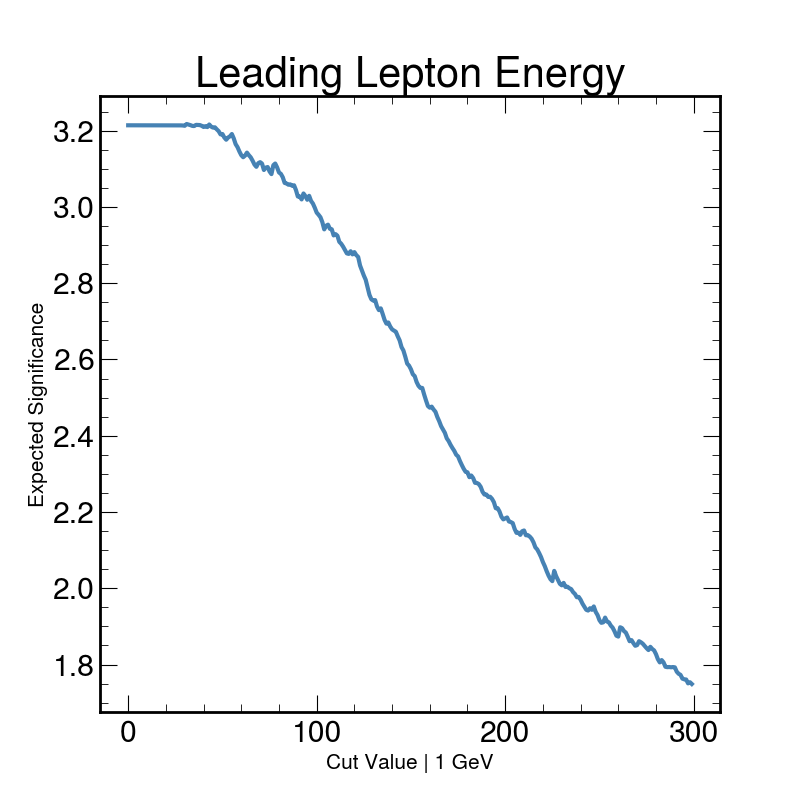 Leading Lepton Energy
Expected Significance
3.2
3.0
2.8
2.6
2.4
2.2
2.0
1.8
0 100 200 300
Cut Value | 1 GeV